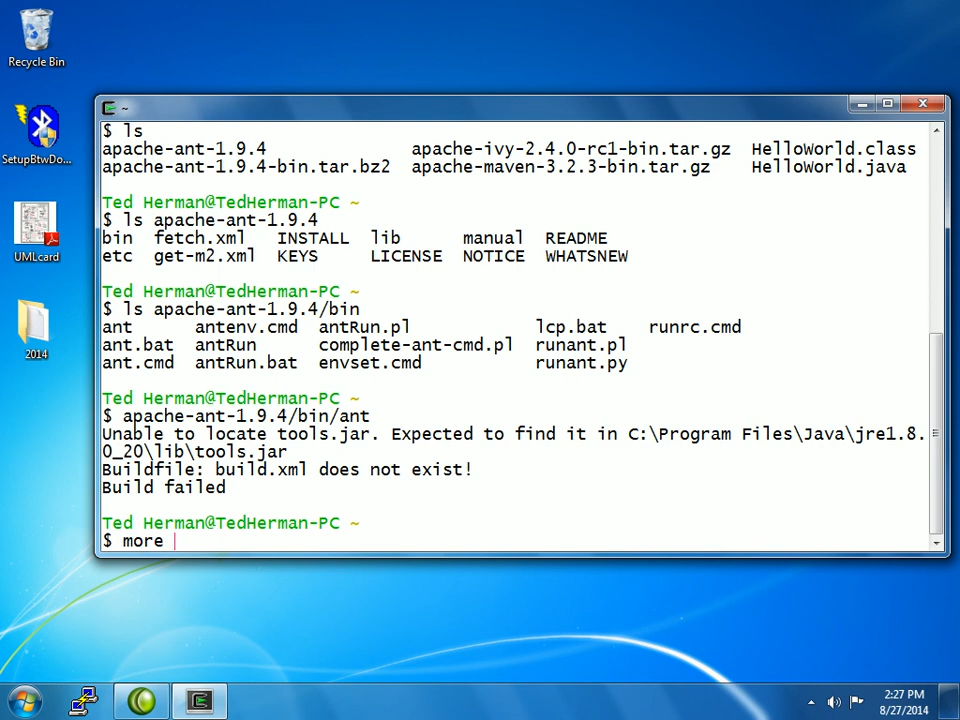 Recycle Bin
SetupBtwDo...
UMLcard
2014
~
$ ls
apache-ant-1.9.4 apache-ivy-2.4.0-rc1-bin.tar.gz HelloWorld.class
apache-ant-1.9.4-bin.tar.bz2 apache-maven-3.2.3-bin.tar.gz HelloWorld.java
Ted Herman@TedHerman-PC ~
$ ls apache-ant-1.9.4
bin fetch.xml INSTALL lib manual README
etc get-m2.xml KEYS LICENSE NOTICE WHATSNEW
Ted Herman@TedHerman-PC ~
$ ls apache-ant-1.9.4/bin
ant antenv.cmd antRun.pl lcp.bat runrc.cmd
ant.bat antRun complete-ant-cmd.pl runant.pl
ant.cmd antRun.bat envset.cmd runant.py
Ted Herman@TedHerman-PC ~
$ apache-ant-1.9.4/bin/ant
Unable to locate tools.jar. Expected to find it in C:\Program Files\Java\jre1.8.
0_20\lib\tools.jar
Buildfile: build.xml does not exist!
Build failed
Ted Herman@TedHerman-PC ~
$ more
2:27 PM
8/27/2014